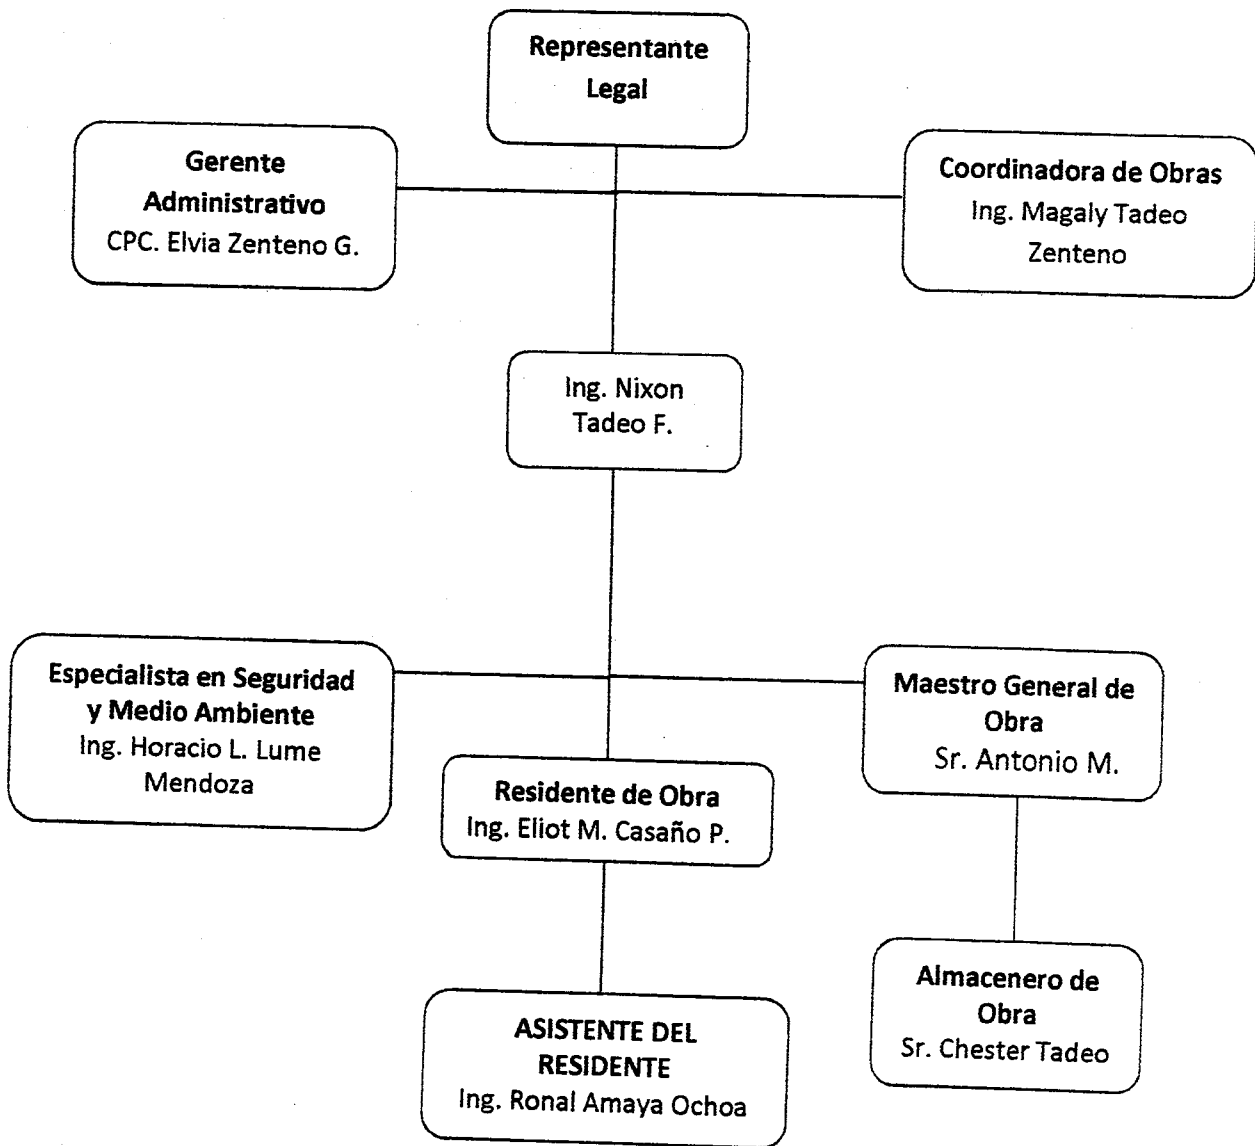 Representante
Legal
Gerente
Administrativo
CPC. Elvia Zenteno G.
Coordinadora de Obras
Ing. Magaly Tadeo
Zenteno
Ing. Nixon
Tadeo F.
Especialista en Seguridad
y Medio Ambiente
Ing. Horacio L. Lume
Mendoza
Maestro General de
Obra
Sr. Antonio M.
Residente de Obra
Ing. Eliot M. Casaño P.
Almacenero de
Obra
Sr. Chester Tadeo
ASISTENTE DEL
RESIDENTE
Ing. Ronal Amaya Ochoa